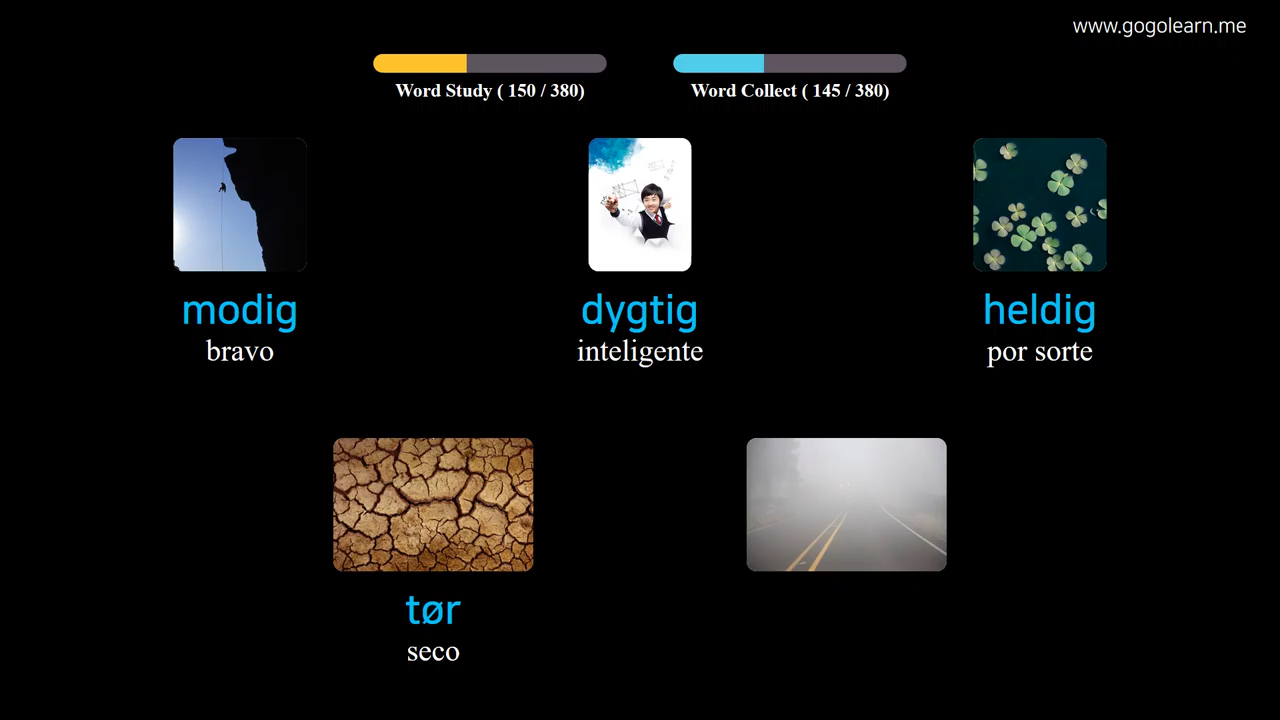 www.gogolearn.me
Word Study ( 150 / 380)
Word Collect ( 145 / 380)
modig
bravo
dygtig
inteligente
heldig
por sorte
tør
seco